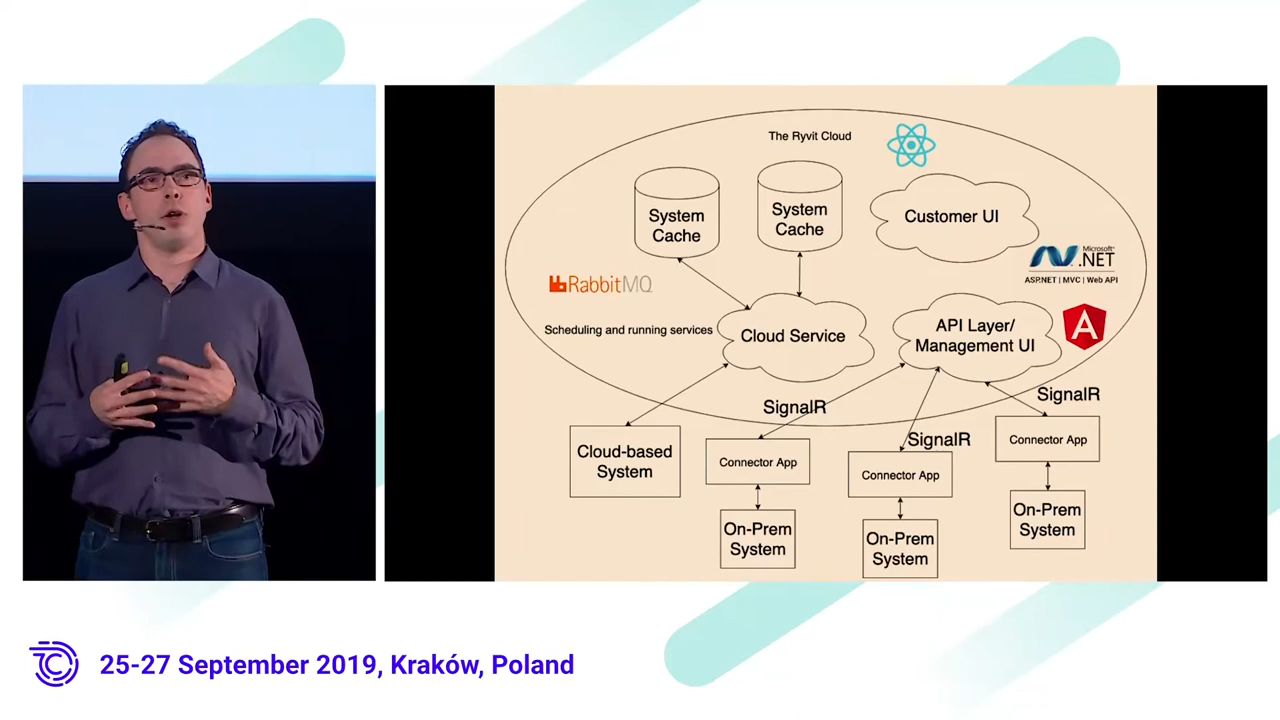 The Ryvit Cloud
System
Cache
System
Cache
Customer UI
Microsoft®
.NET
ASP.NET | MVC | Web API
RabbitMQ
Scheduling and running services
Cloud Service
API Layer/
Management UI
A
SignalR
SignalR
SignalR
Cloud-based
System
Connector App
Connector App
Connector App
On-Prem
System
On-Prem
System
On-Prem
System
25-27 September 2019, Kraków, Poland